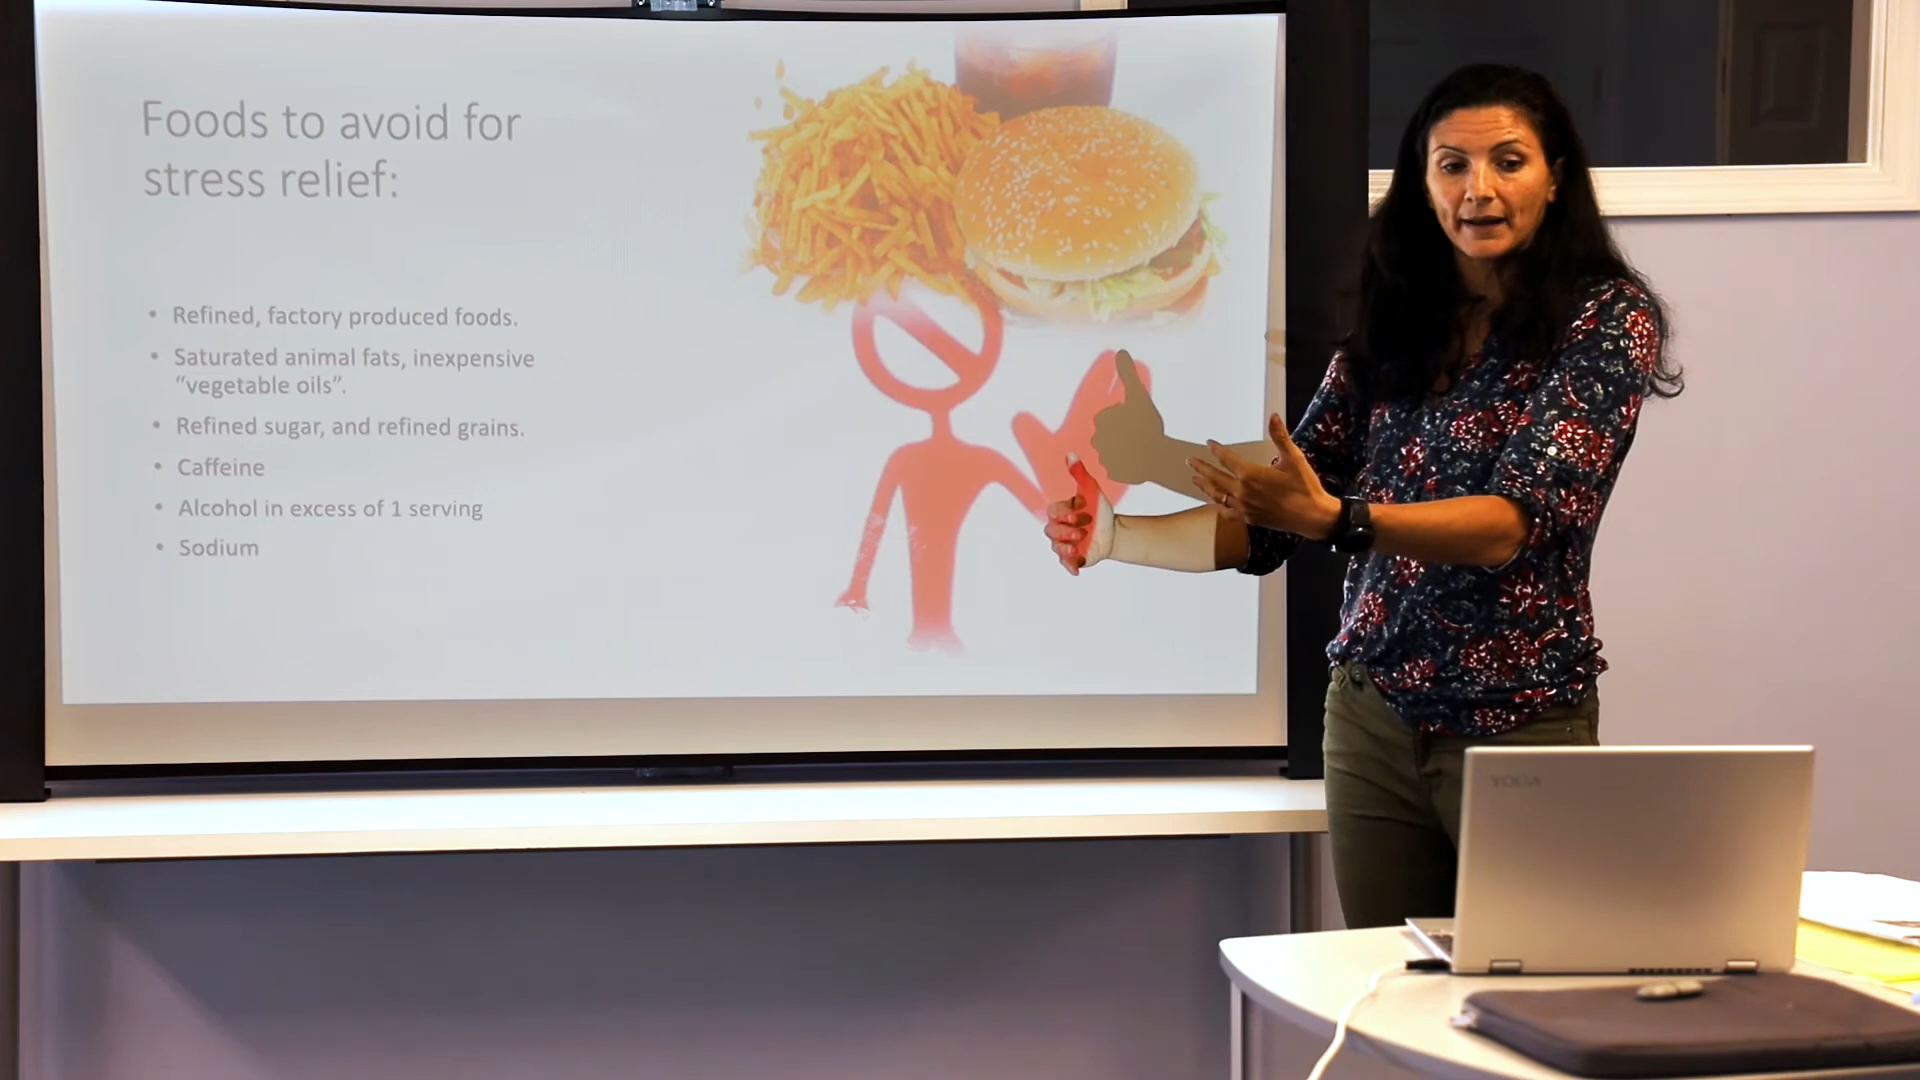 Foods to avoid for
stress relief:
• Refined, factory produced foods.
• Saturated animal fats, inexpensive
“vegetable oils”.
• Refined sugar, and refined grains.
• Caffeine
• Alcohol in excess of 1 serving
• Sodium
YOGA